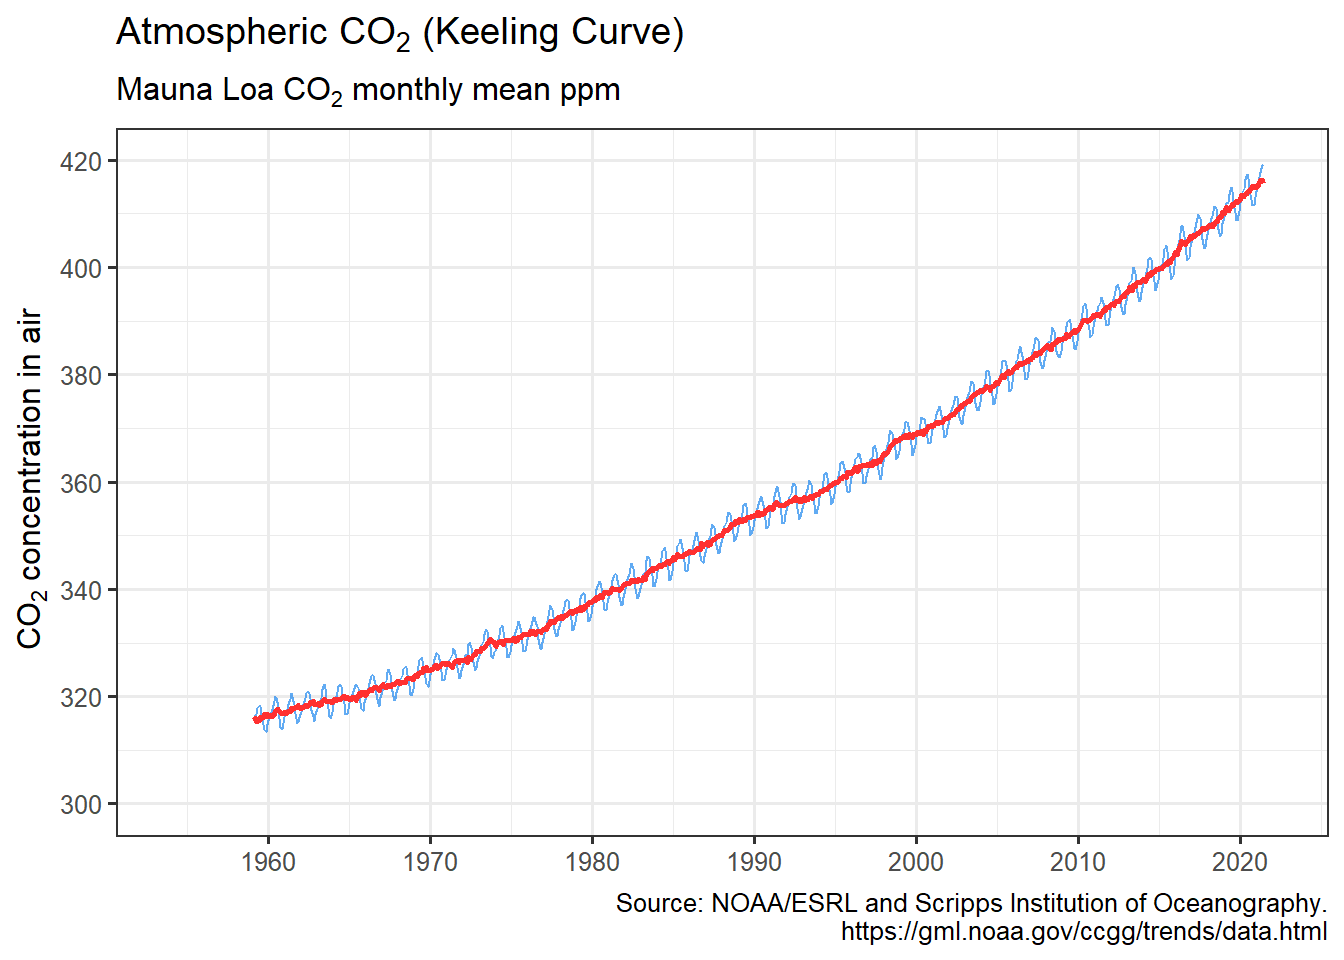 Atmospheric CO₂ (Keeling Curve)
Mauna Loa CO₂ monthly mean ppm
CO₂ concentration in air
420
400
380
360
340
320
300
1960 1970 1980 1990 2000 2010 2020
Source: NOAA/ESRL and Scripps Institution of Oceanography.
https://gml.noaa.gov/ccgg/trends/data.html